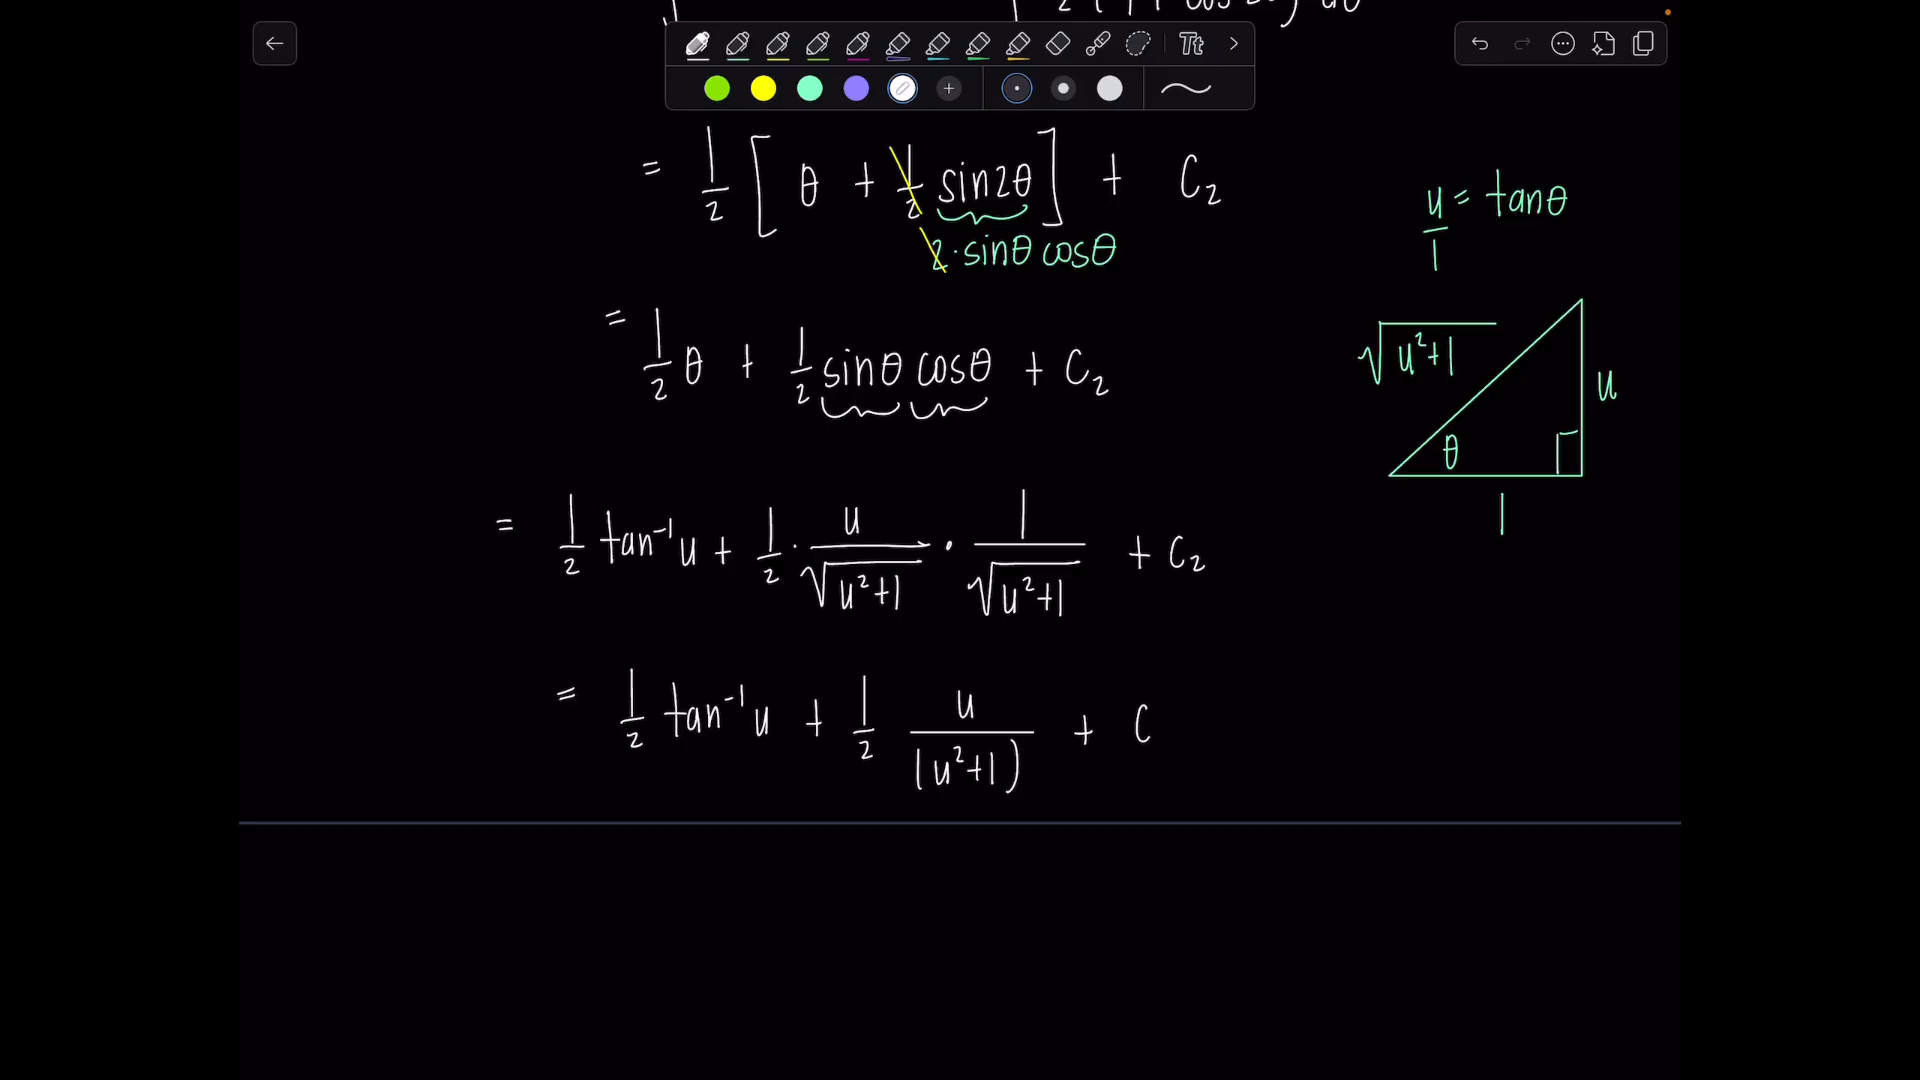 Tt
= 1/2 [ θ + 1/2 sin2θ ] + C₂
2·sinθ cosθ
= 1/2 θ + 1/2 sinθ cosθ + C₂
= 1/2 tan⁻¹u + 1/2 · u/√(u²+1) · 1/√(u²+1) + C₂
= 1/2 tan⁻¹u + 1/2 u/(u²+1) + C
u/1 = tanθ
√(u²+1)
u
θ
1